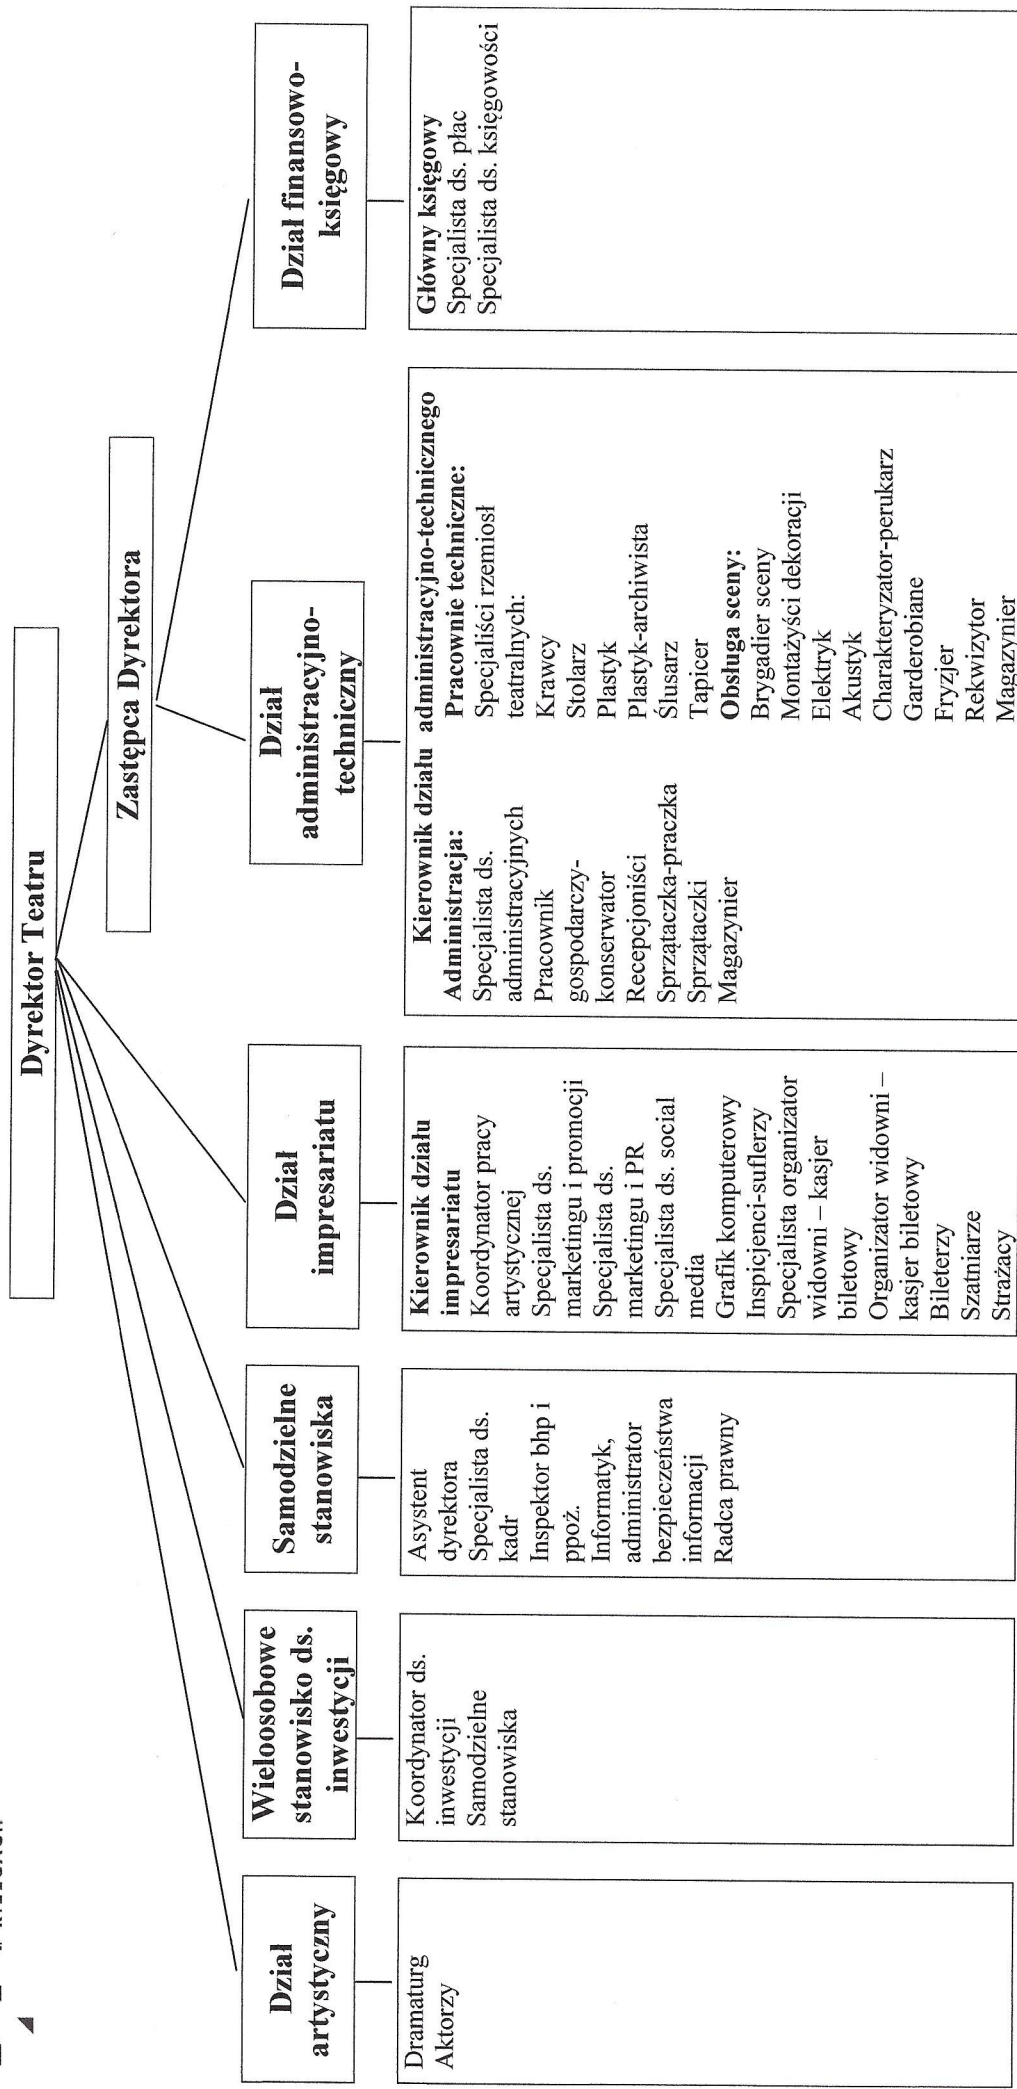 Dyrektor Teatru
Zastępca Dyrektora
Dział
artystyczny
Wieloosobowe
stanowisko ds.
inwestycji
Samodzielne
stanowiska
Dział
impresariatu
Dział
administracyjno-
techniczny
Dział finansowo-
księgowy
Dramaturg
Aktorzy
Koordynator ds.
inwestycji
Samodzielne
stanowiska
Asystent
dyrektora
Specjalista ds.
kadr
Inspektor bhp i
ppoż.
Informatyk,
administrator
bezpieczeństwa
informacji
Radca prawny
Kierownik działu
impresariatu
Koordynator pracy
artystycznej
Specjalista ds.
marketingu i promocji
Specjalista ds.
marketingu i PR
Specjalista ds. social
media
Grafik komputerowy
Inspicjenci-suflerzy
Specjalista organizator
widowni – kasjer
biletowy
Organizator widowni –
kasjer biletowy
Bileterzy
Szatniarze
Strażacy
Kierownik działu administracyjno-technicznego
Administracja:
Specjalista ds.
administracyjnych
Pracownik
gospodarczy-
konserwator
Recepcjoniści
Sprzątaczka-praczka
Sprzątaczki
Magazynier
Pracownie techniczne:
Specjaliści rzemiosł
teatralnych:
Krawcy
Stolarz
Plastyk
Plastyk-archiwista
Ślusarz
Tapicer
Obsługa sceny:
Brygadier sceny
Montażyści dekoracji
Elektryk
Akustyk
Charakteryzator-perukarz
Garderobiane
Fryzjer
Rekwizytor
Magazynier
Główny księgowy
Specjalista ds. płac
Specjalista ds. księgowości